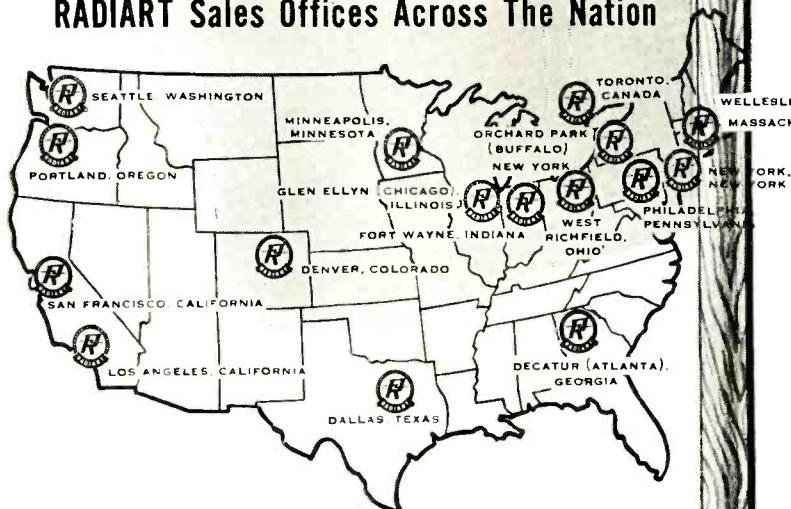 RADIART Sales Offices Across The Nation
SEATTLE, WASHINGTON
PORTLAND, OREGON
MINNEAPOLIS,
MINNESOTA
TORONTO,
CANADA
WELLESL
MASSACH
ORCHARD PARK
(BUFFALO)
NEW YORK
NEW YORK,
NEW YORK
GLEN ELLYN (CHICAGO),
ILLINOIS
FORT WAYNE, INDIANA
WEST
RICHFIELD,
OHIO
PHILADELPHIA
PENNSYLVANIA
DENVER, COLORADO
SAN FRANCISCO, CALIFORNIA
LOS ANGELES, CALIFORNIA
DALLAS, TEXAS
DECATUR (ATLANTA),
GEORGIA